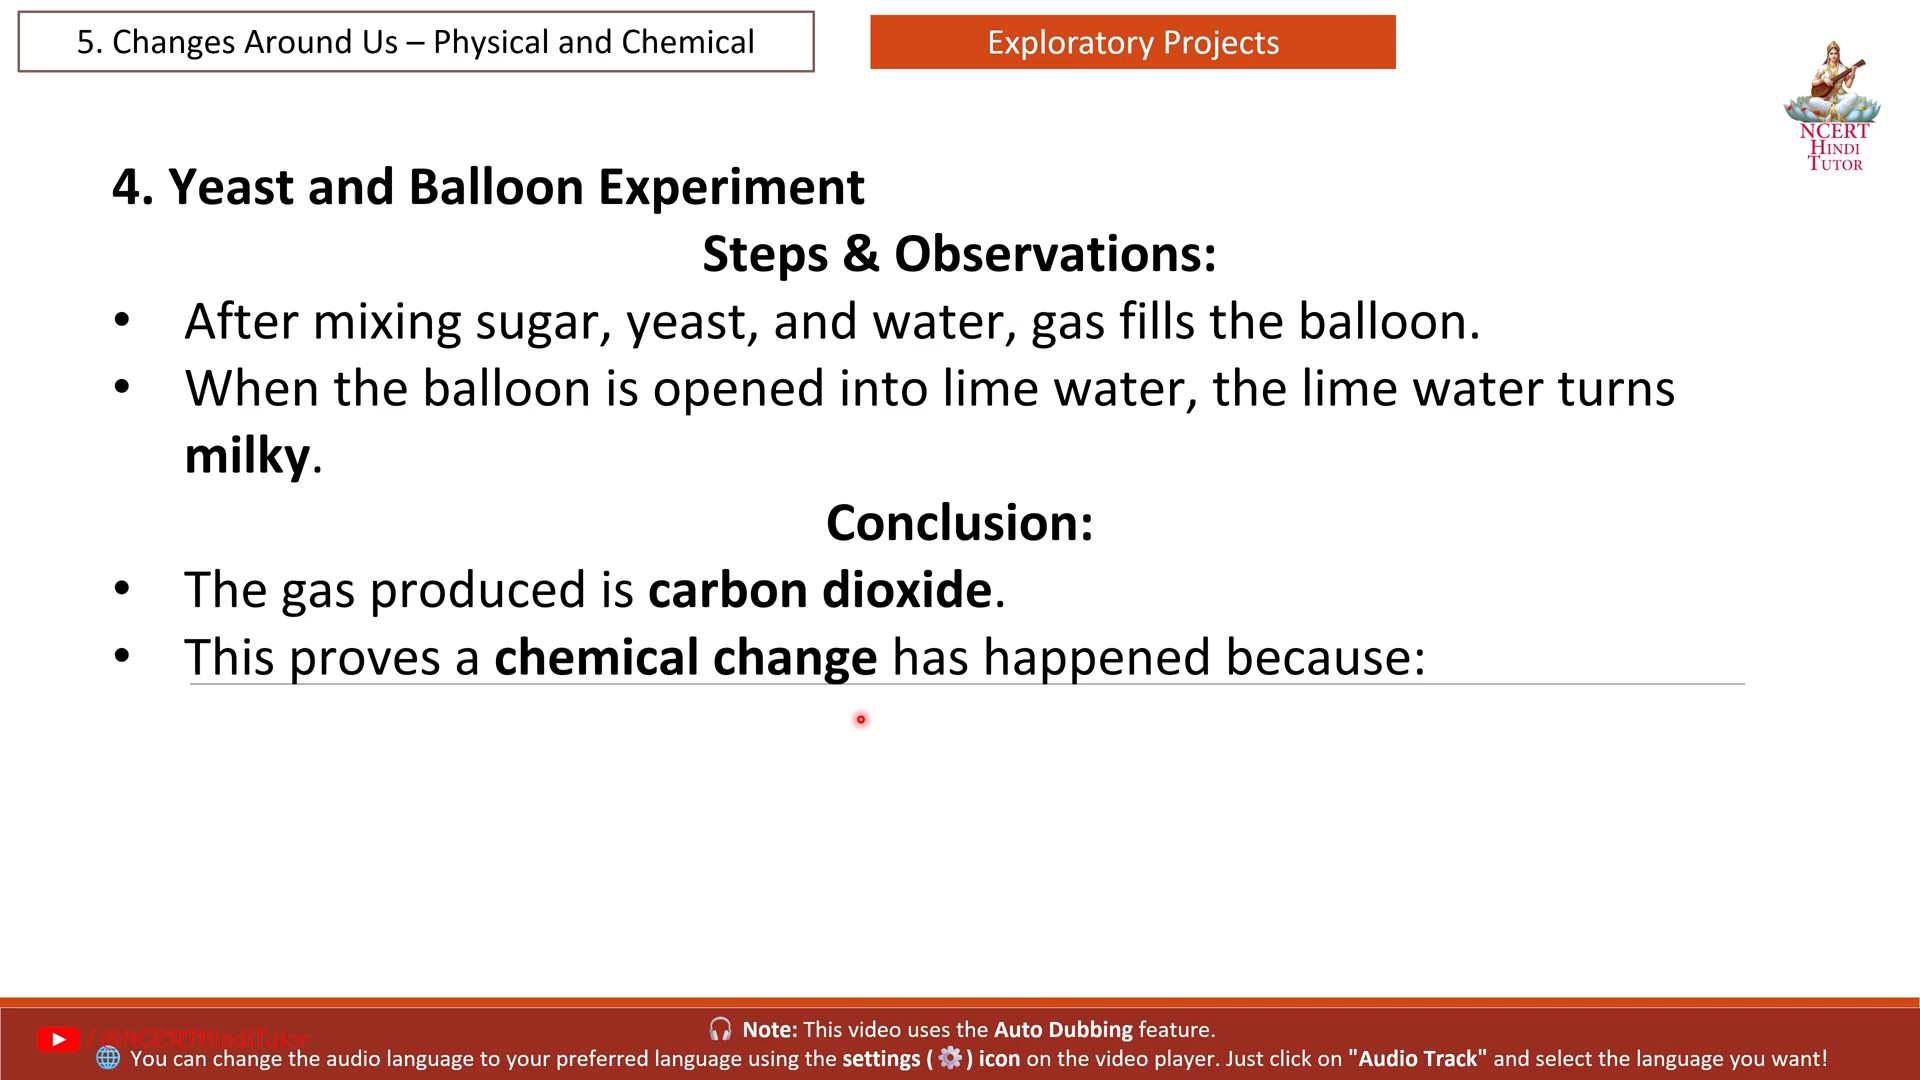 5. Changes Around Us – Physical and Chemical
Exploratory Projects
NCERT
HINDI
TUTOR
4. Yeast and Balloon Experiment
Steps & Observations:
• After mixing sugar, yeast, and water, gas fills the balloon.
• When the balloon is opened into lime water, the lime water turns
milky.
Conclusion:
• The gas produced is carbon dioxide.
• This proves a chemical change has happened because:
/@NCERTHindiTutor
🎧 Note: This video uses the Auto Dubbing feature.
🌐 You can change the audio language to your preferred language using the settings ( ⚙️ ) icon on the video player. Just click on "Audio Track" and select the language you want!